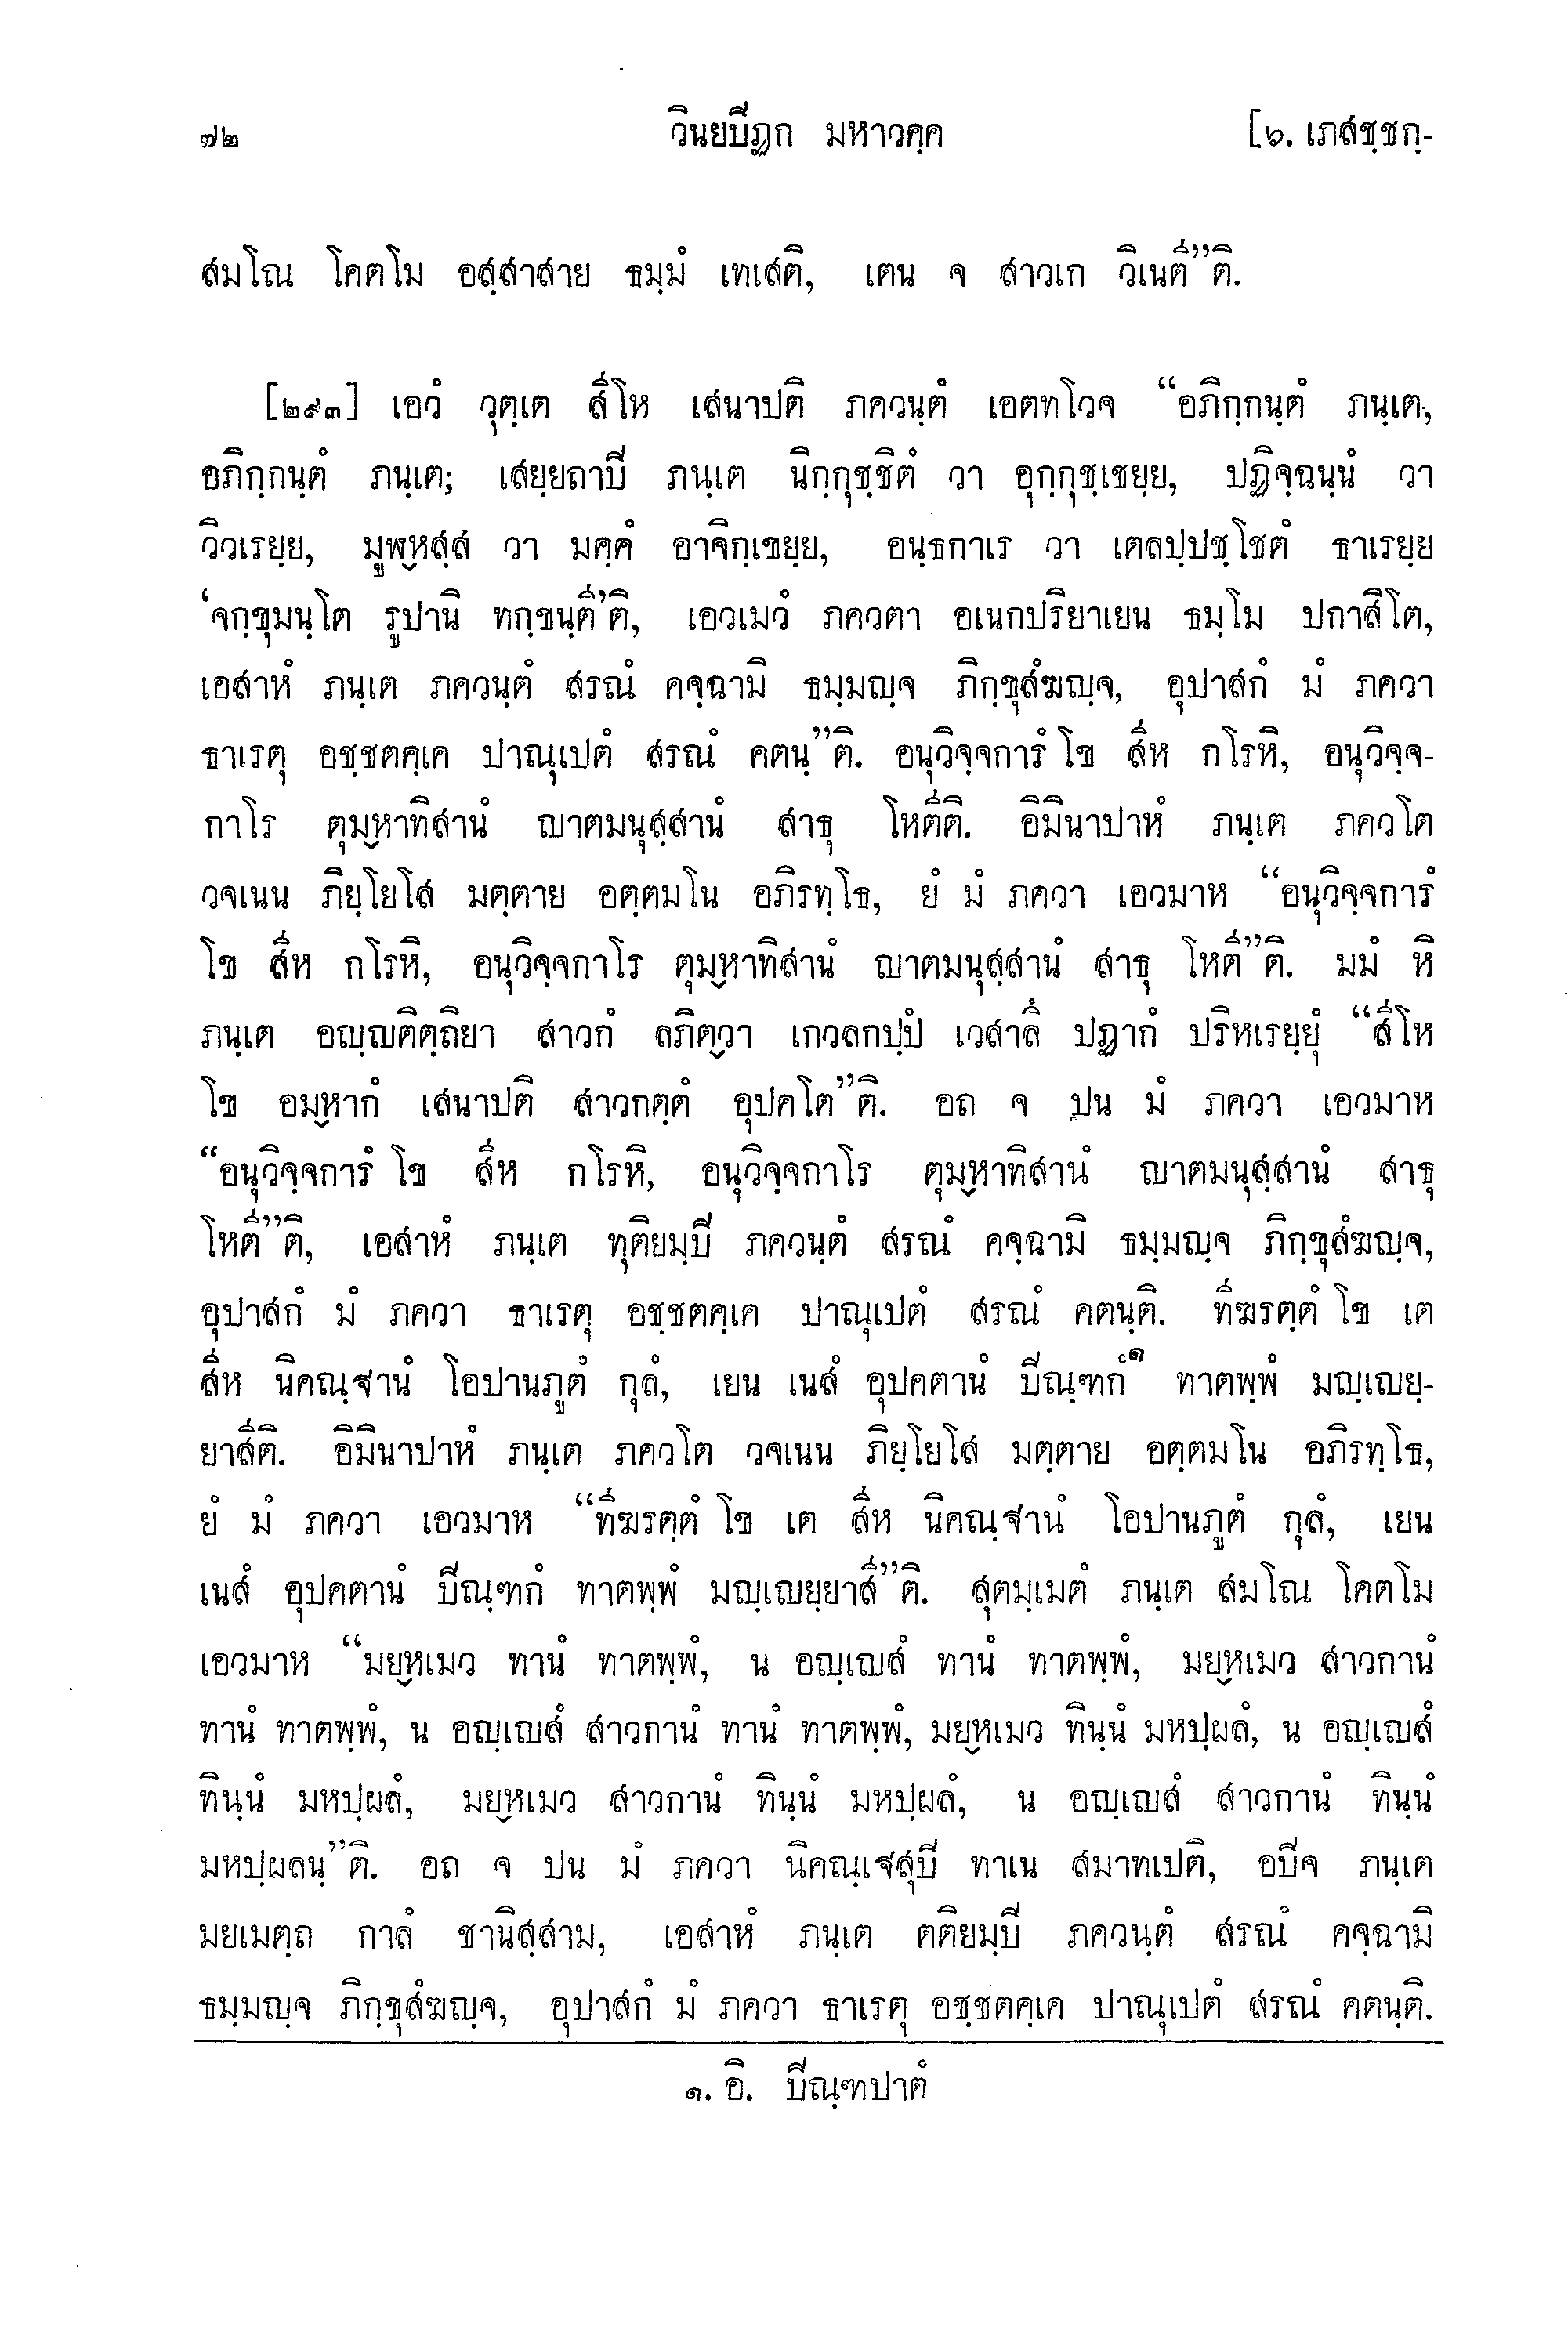 ๗๒ วินยปิฏก มหาวคฺค [๖. เภสชฺชกฺ-
สมโณ โคตโม อสฺสาสาย ธมฺมํ เทเสติ, เตน จ สาวเก วิเนตี”ติ.
[๒๙๓] เอวํ วุตฺเต สีโห เสนาปติ ภควนฺตํ เอตทโวจ “อภิกฺกนฺตํ ภนฺเต,
อภิกฺกนฺตํ ภนฺเต; เสยฺยถาปิ ภนฺเต นิกฺกุชฺชิตํ วา อุกฺกุชฺเชยฺย, ปฏิจฺฉนฺนํ วา
วิวเรยฺย, มูฬฺหสฺส วา มคฺคํ อาจิกฺเขยฺย, อนฺธกาเร วา เตลปฺปชฺโชตํ ธาเรยฺย
‘จกฺขุมนฺโต รูปานิ ทกฺขนฺตี’ติ, เอวเมวํ ภควตา อเนกปริยาเยน ธมฺโม ปกาสิโต,
เอสาหํ ภนฺเต ภควนฺตํ สรณํ คจฺฉามิ ธมฺมญฺจ ภิกฺขุสํฆญฺจ, อุปาสกํ มํ ภควา
ธาเรตุ อชฺชตคฺเค ปาณุเปตํ สรณํ คตนฺ”ติ. อนุวิจฺจการํ โข สีห กโรหิ, อนุวิจฺจ-
กาโร ตุมฺหาทิสานํ ญาตมนุสฺสานํ สาธุ โหตีติ. อิมินาปาหํ ภนฺเต ภควโต
วจเนน ภิยฺโยโส มตฺตาย อตฺตมโน อภิรทฺโธ, ยํ มํ ภควา เอวมาห “อนุวิจฺจการํ
โข สีห กโรหิ, อนุวิจฺจกาโร ตุมฺหาทิสานํ ญาตมนุสฺสานํ สาธุ โหตี”ติ. มมํ หิ
ภนฺเต อญฺญติตฺถิยา สาวกํ ลภิตฺวา เกวลกปฺปํ เวสาลึ ปฏากํ ปริหเรยฺยุํ “สีโห
โข อมฺหากํ เสนาปติ สาวกตฺตํ อุปคโต”ติ. อถ จ ปน มํ ภควา เอวมาห
“อนุวิจฺจการํ โข สีห กโรหิ, อนุวิจฺจกาโร ตุมฺหาทิสานํ ญาตมนุสฺสานํ สาธุ
โหตี”ติ, เอสาหํ ภนฺเต ทุติยมฺปิ ภควนฺตํ สรณํ คจฺฉามิ ธมฺมญฺจ ภิกฺขุสํฆญฺจ,
อุปาสกํ มํ ภควา ธาเรตุ อชฺชตคฺเค ปาณุเปตํ สรณํ คตนฺติ. ทีฆรตฺตํ โข เต
สีห นิคณฺฐานํ โอปานภูตํ กุลํ, เยน เนสํ อุปคตานํ ปิณฺฑกํ๑ ทาตพฺพํ มญฺเญยฺ-
ยาสีติ. อิมินาปาหํ ภนฺเต ภควโต วจเนน ภิยฺโยโส มตฺตาย อตฺตมโน อภิรทฺโธ,
ยํ มํ ภควา เอวมาห “ทีฆรตฺตํ โข เต สีห นิคณฺฐานํ โอปานภูตํ กุลํ, เยน
เนสํ อุปคตานํ ปิณฺฑกํ ทาตพฺพํ มญฺเญยฺยาสี”ติ. สุตมฺเมตํ ภนฺเต สมโณ โคตโม
เอวมาห “มยฺหเมว ทานํ ทาตพฺพํ, น อญฺเญสํ ทานํ ทาตพฺพํ, มยฺหเมว สาวกานํ
ทานํ ทาตพฺพํ, น อญฺเญสํ สาวกานํ ทานํ ทาตพฺพํ, มยฺหเมว ทินฺนํ มหปฺผลํ, น อญฺเญสํ
ทินฺนํ มหปฺผลํ, มยฺหเมว สาวกานํ ทินฺนํ มหปฺผลํ, น อญฺเญสํ สาวกานํ ทินฺนํ
มหปฺผลนฺ”ติ. อถ จ ปน มํ ภควา นิคณฺเฐสุปิ ทาเน สมาทเปติ, อปิจ ภนฺเต
มยเมตฺถ กาลํ ชานิสฺสาม, เอสาหํ ภนฺเต ตติยมฺปิ ภควนฺตํ สรณํ คจฺฉามิ
ธมฺมญฺจ ภิกฺขุสํฆญฺจ, อุปาสกํ มํ ภควา ธาเรตุ อชฺชตคฺเค ปาณุเปตํ สรณํ คตนฺติ.
๑. อิ. ปิณฺฑปาตํ